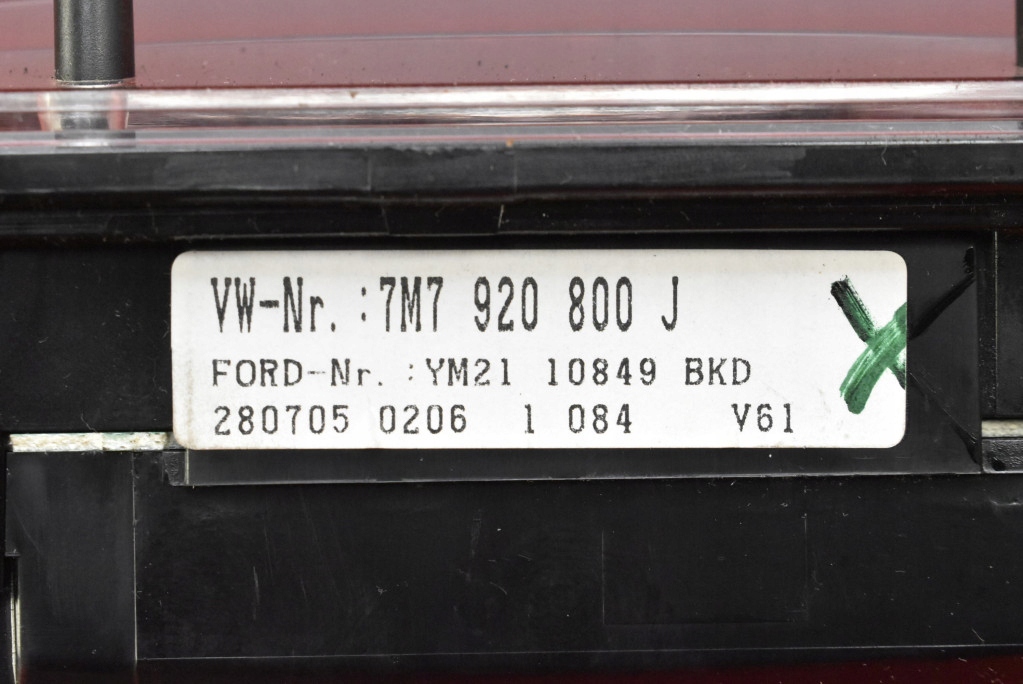 VW-Nr. :7M7 920 800 J
FORD-Nr. :YM21 10849 BKD
280705 0206 1 084 V61